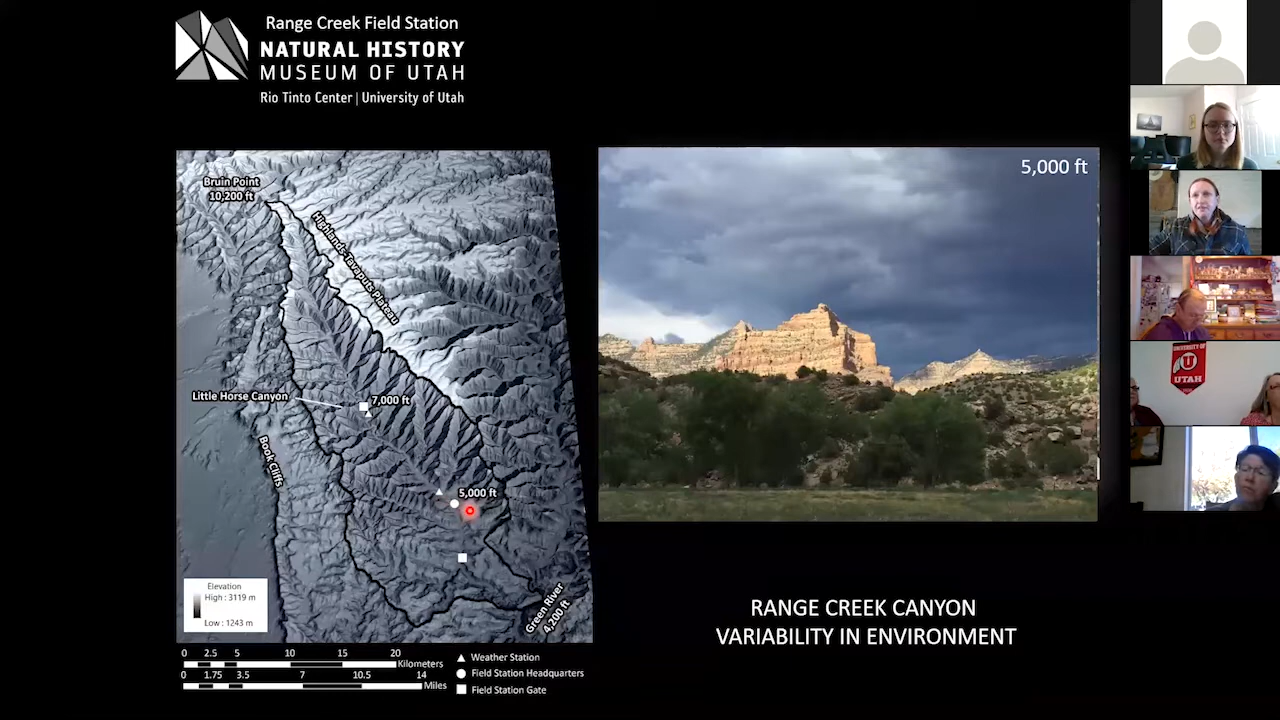 Range Creek Field Station
NATURAL HISTORY
MUSEUM OF UTAH
Rio Tinto Center | University of Utah
Bruin Point
10,200 ft
Highlands-Tavaputs Plateau
Little Horse Canyon
7,000 ft
Book Cliffs
5,000 ft
Green River
4,200 ft
Elevation
High : 3119 m
Low : 1243 m
0 2.5 5 10 15 20
Kilometers
0 1.75 3.5 7 10.5 14
Miles
Weather Station
Field Station Headquarters
Field Station Gate
5,000 ft
RANGE CREEK CANYON
VARIABILITY IN ENVIRONMENT
UNIVERSITY OF
U
UTAH